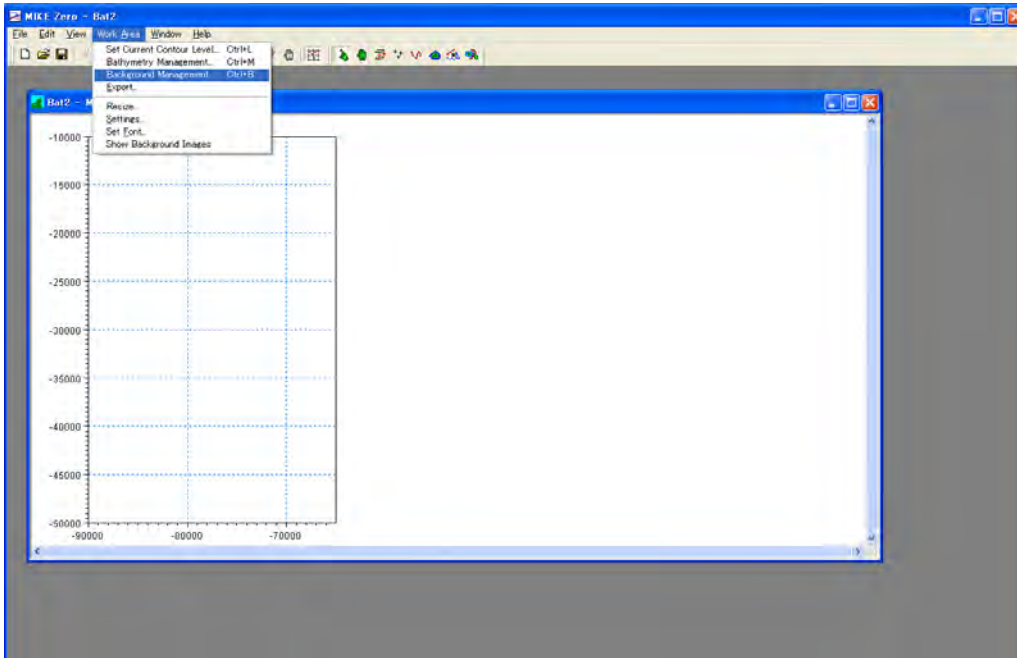 MIKE Zero - Bat2
File Edit View Work Area Window Help
Set Current Contour Level... Ctrl+L
Bathymetry Management... Ctrl+M
Background Management... Ctrl+B
Export...
Resize...
Settings...
Set Font...
Show Background Images
Bat2 - M
-10000
-15000
-20000
-25000
-30000
-35000
-40000
-45000
-50000
-90000 -80000 -70000